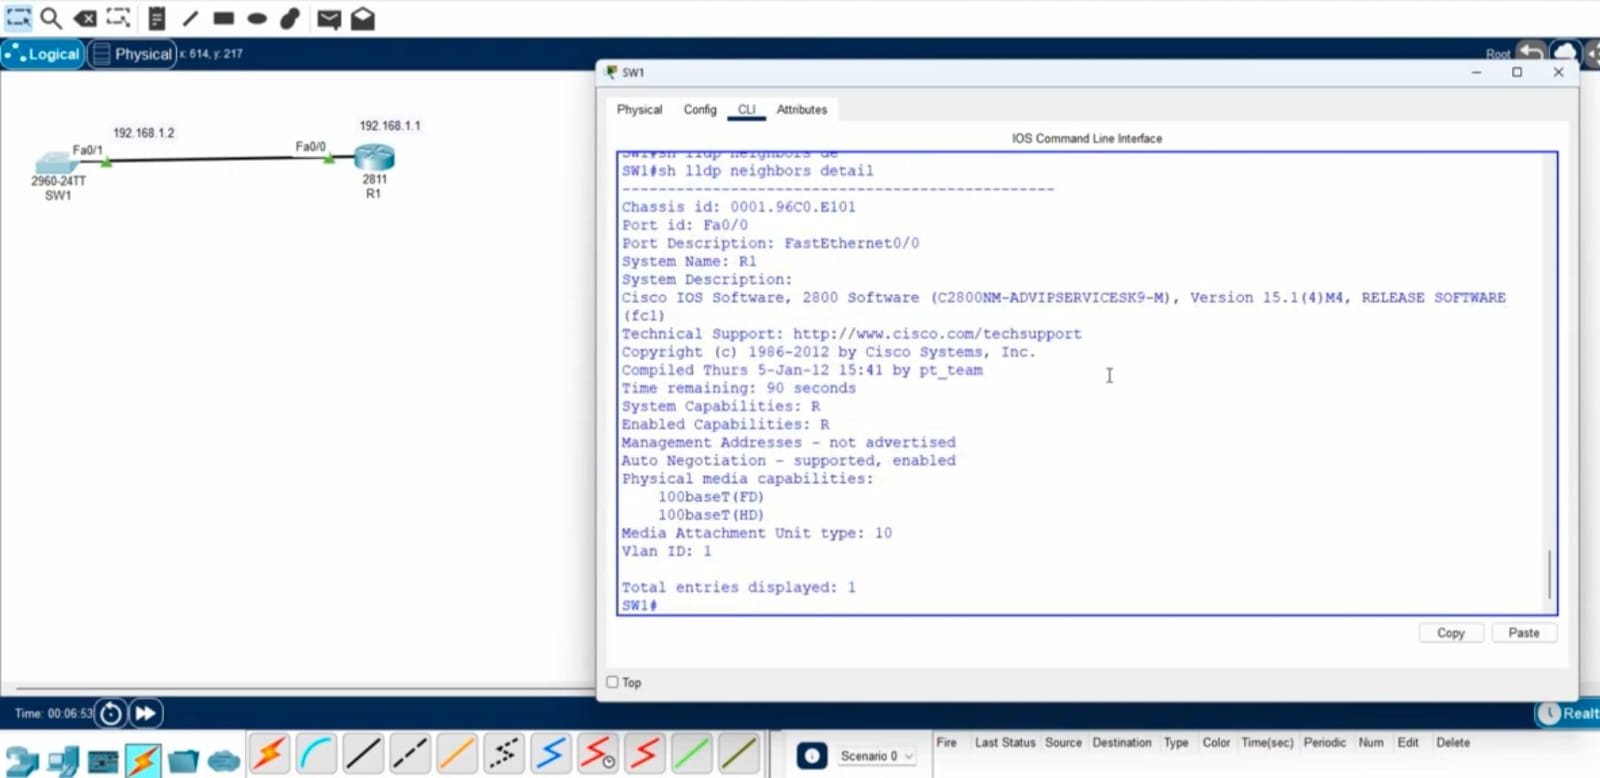 Logical
Physical
x: 614, y: 217
Root
192.168.1.2
192.168.1.1
Fa0/1
Fa0/0
2960-24TT
SW1
2811
R1
SW1
Physical
Config
CLI
Attributes
IOS Command Line Interface
SW1#sh lldp neighbors de
SW1#sh lldp neighbors detail
------------------------------------------------
Chassis id: 0001.96C0.E101
Port id: Fa0/0
Port Description: FastEthernet0/0
System Name: R1
System Description:
Cisco IOS Software, 2800 Software (C2800NM-ADVIPSERVICESK9-M), Version 15.1(4)M4, RELEASE SOFTWARE
(fc1)
Technical Support: http://www.cisco.com/techsupport
Copyright (c) 1986-2012 by Cisco Systems, Inc.
Compiled Thurs 5-Jan-12 15:41 by pt_team
Time remaining: 90 seconds
System Capabilities: R
Enabled Capabilities: R
Management Addresses - not advertised
Auto Negotiation - supported, enabled
Physical media capabilities:
100baseT(FD)
100baseT(HD)
Media Attachment Unit type: 10
Vlan ID: 1
Total entries displayed: 1
SW1#
Copy
Paste
Top
Time: 00:06:53
Realt
Scenario 0
Fire
Last Status
Source
Destination
Type
Color
Time(sec)
Periodic
Num
Edit
Delete